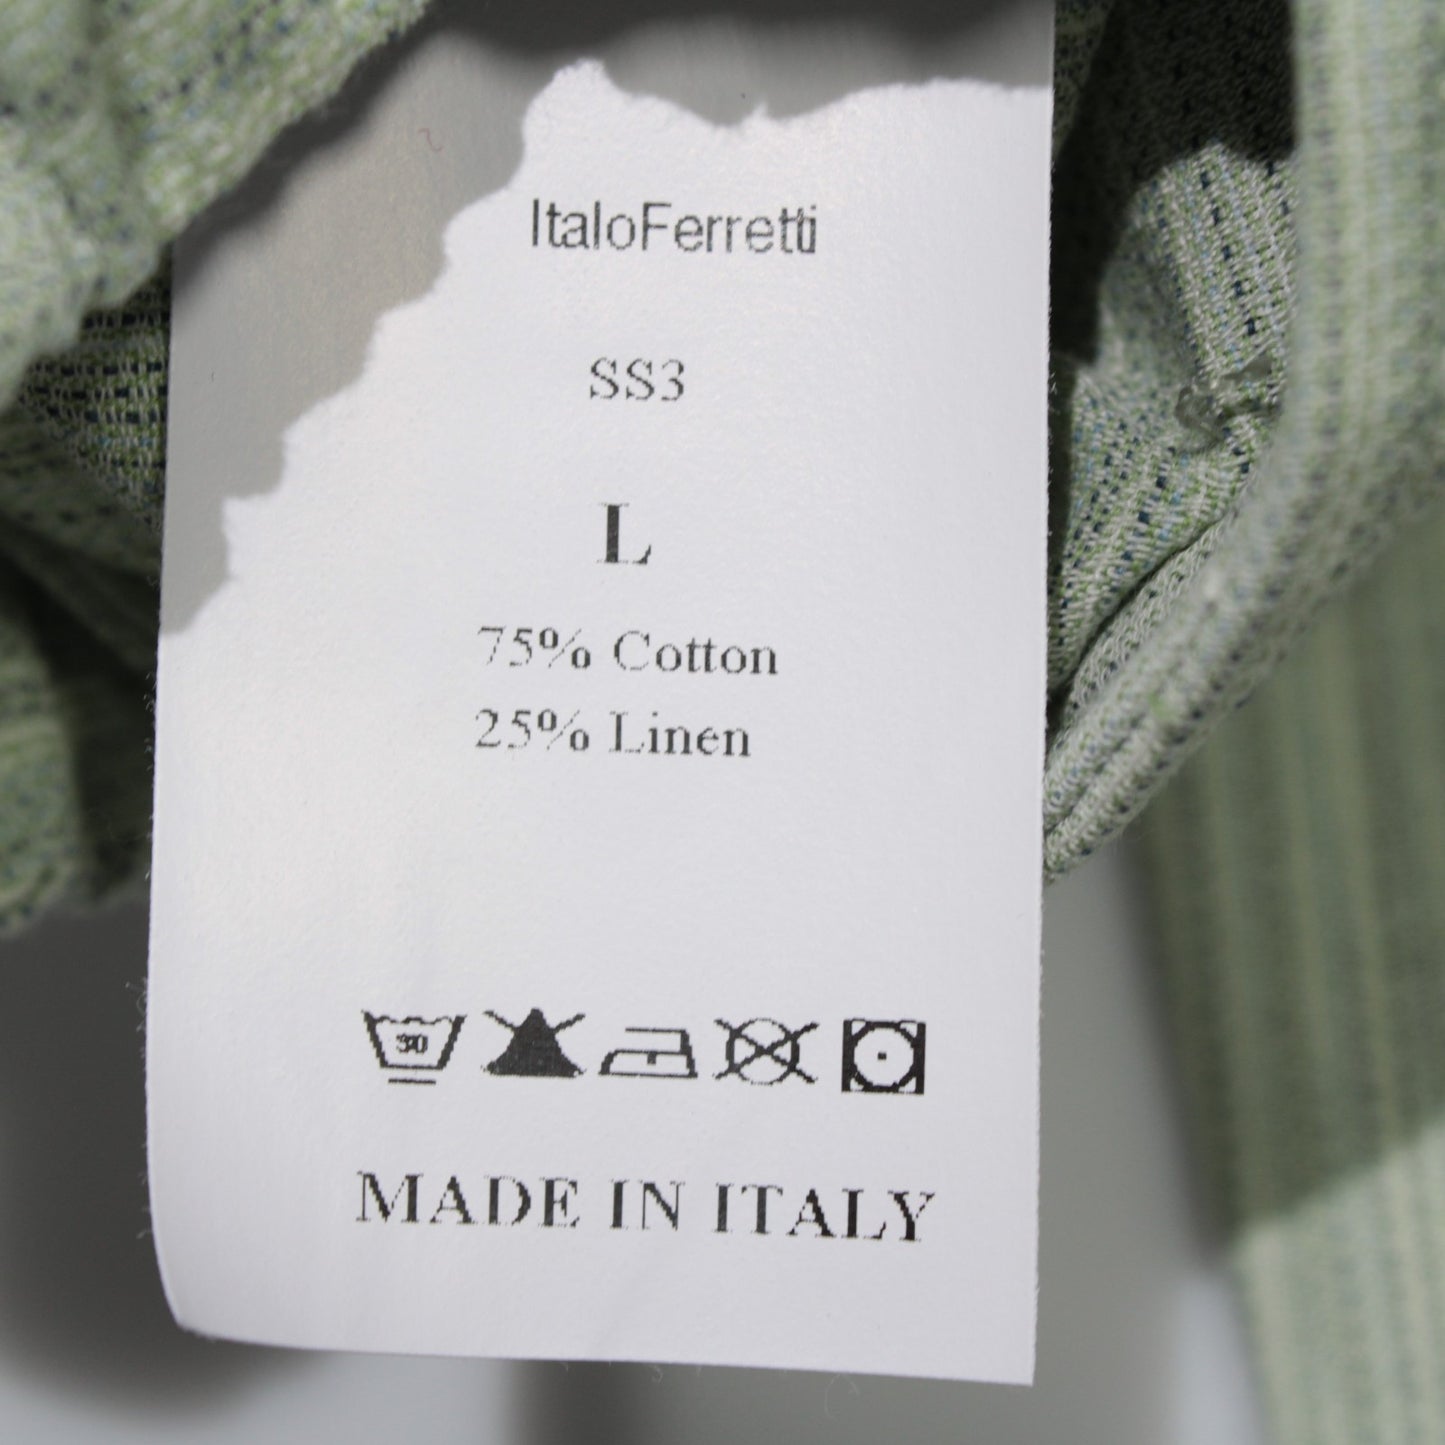 ItaloFerretti
SS3
L
75% Cotton
25% Linen
30
MADE IN ITALY